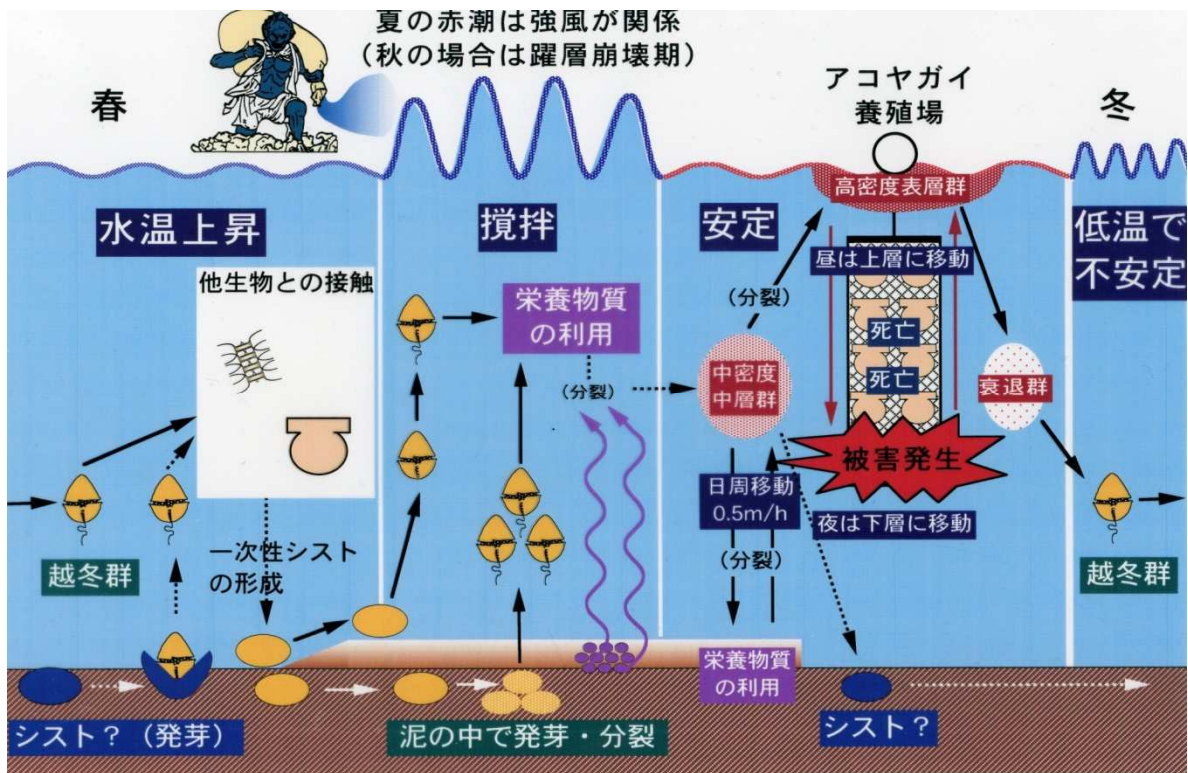 夏の赤潮は強風が関係
(秋の場合は躍層崩壊期)
春
アコヤガイ
養殖場
冬
高密度表層群
水温上昇
撹拌
安定
低温で
不安定
昼は上層に移動
他生物との接触
栄養物質
の利用
(分裂)
(分裂)
死亡
死亡
中密度
中層群
衰退群
被害発生
日周移動
0.5m/h
夜は下層に移動
(分裂)
一次性シスト
の形成
越冬群
越冬群
栄養物質
の利用
シスト?(発芽)
泥の中で発芽・分裂
シスト?